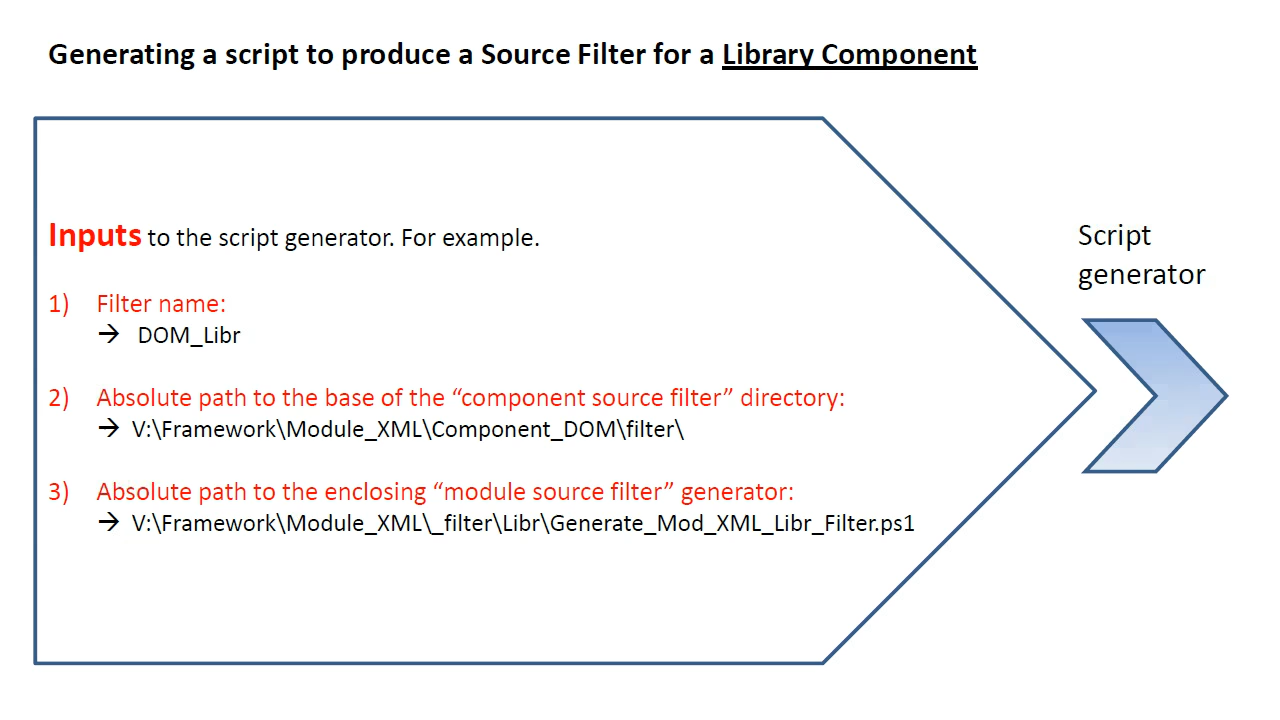 Generating a script to produce a Source Filter for a Library Component
Inputs to the script generator. For example.
1) Filter name:
→ DOM_Libr
2) Absolute path to the base of the “component source filter” directory:
→ V:\Framework\Module_XML\Component_DOM\filter\
3) Absolute path to the enclosing “module source filter” generator:
→ V:\Framework\Module_XML\_filter\Libr\Generate_Mod_XML_Libr_Filter.ps1
Script
generator